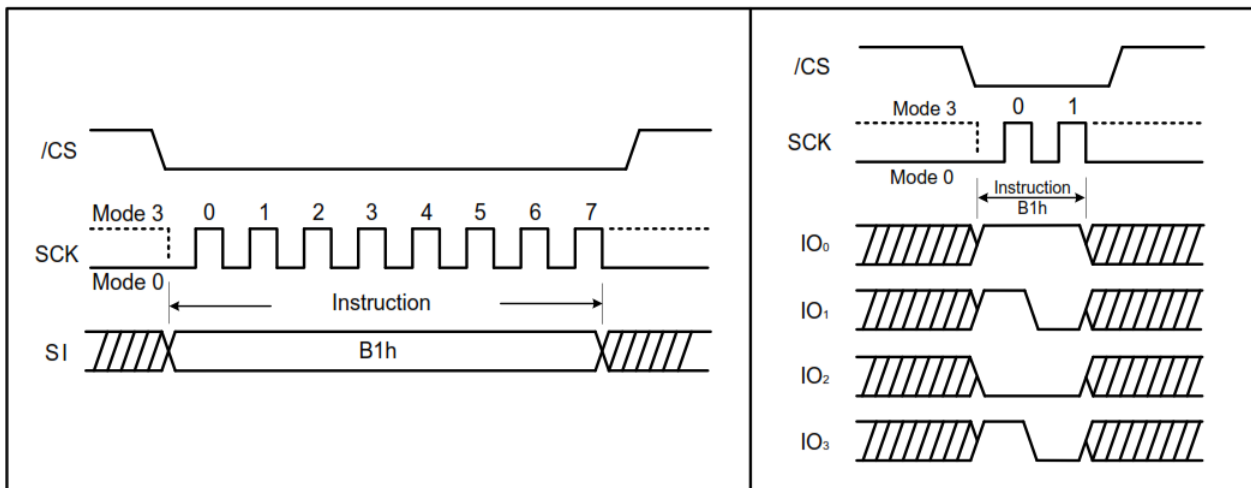 /CS
Mode 3 0 1 2 3 4 5 6 7
SCK
Mode 0
Instruction
SI B1h
/CS
Mode 3 0 1
SCK
Mode 0
Instruction
B1h
IO₀
IO₁
IO₂
IO₃